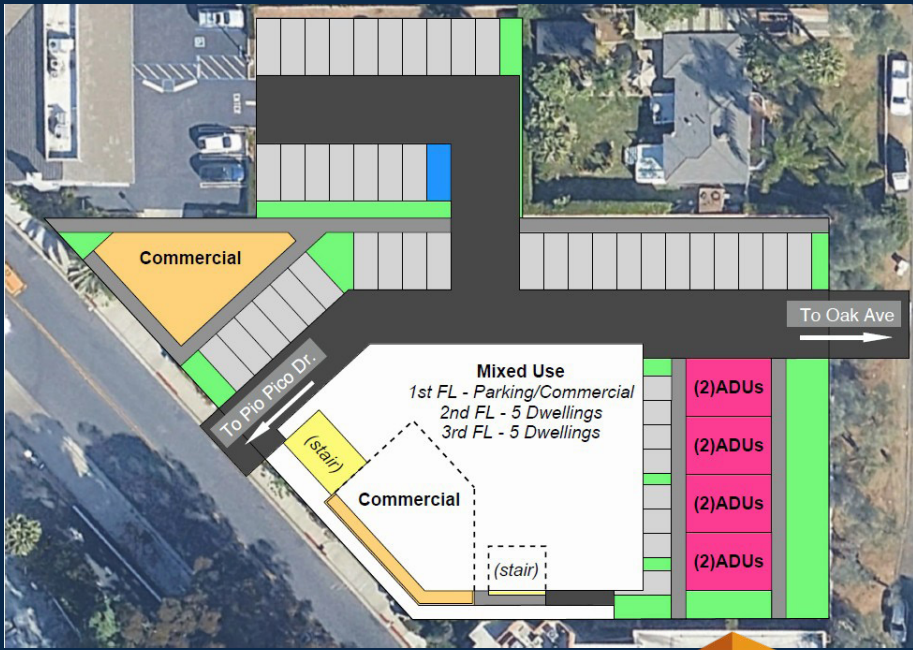 Commercial
To Oak Ave
To Pio Pico Dr.
Mixed Use
1st FL - Parking/Commercial
2nd FL - 5 Dwellings
3rd FL - 5 Dwellings
(2)ADUs
(2)ADUs
(2)ADUs
(2)ADUs
(stair)
Commercial
(stair)